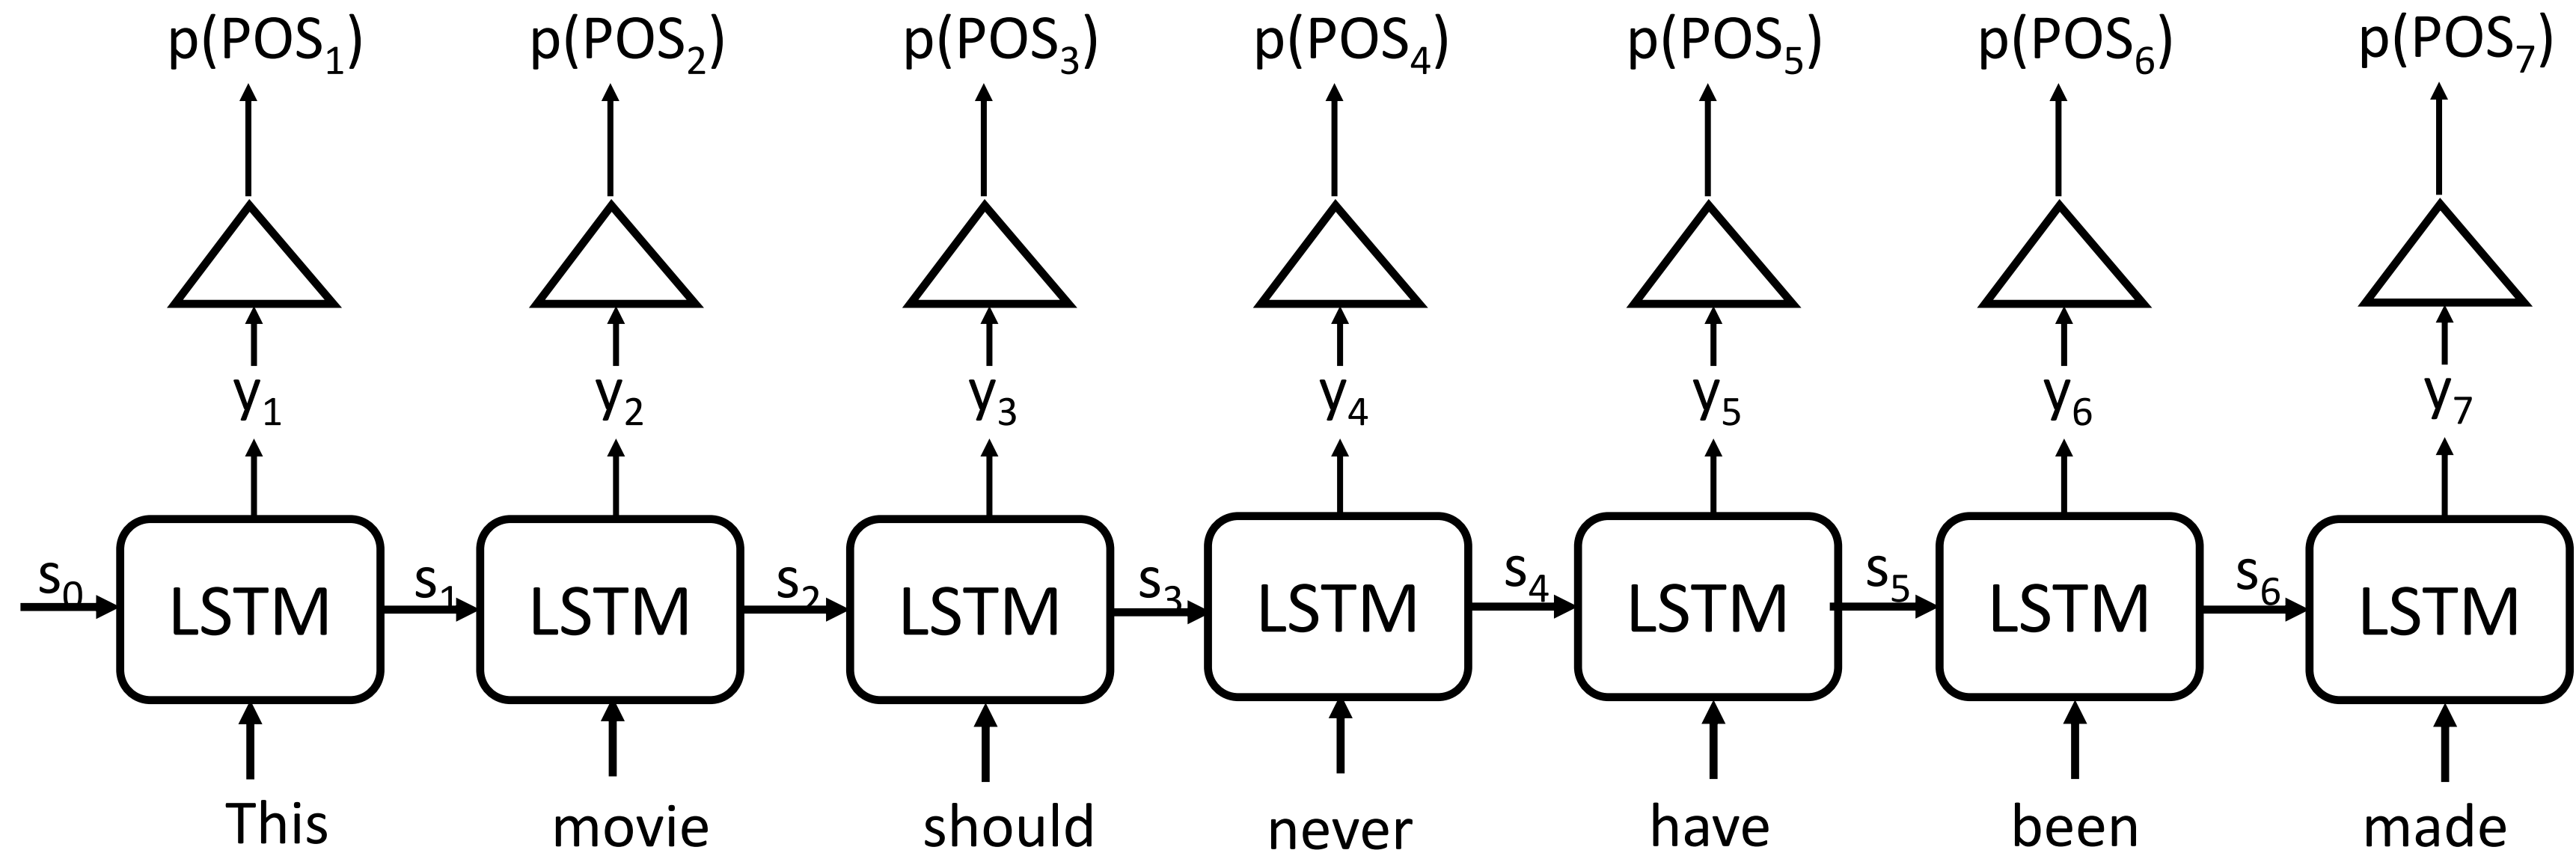 p(POS₁) p(POS₂) p(POS₃) p(POS₄) p(POS₅) p(POS₆) p(POS₇)
y₁ y₂ y₃ y₄ y₅ y₆ y₇
s₀ s₁ s₂ s₃ s₄ s₅ s₆
LSTM LSTM LSTM LSTM LSTM LSTM LSTM
This movie should never have been made